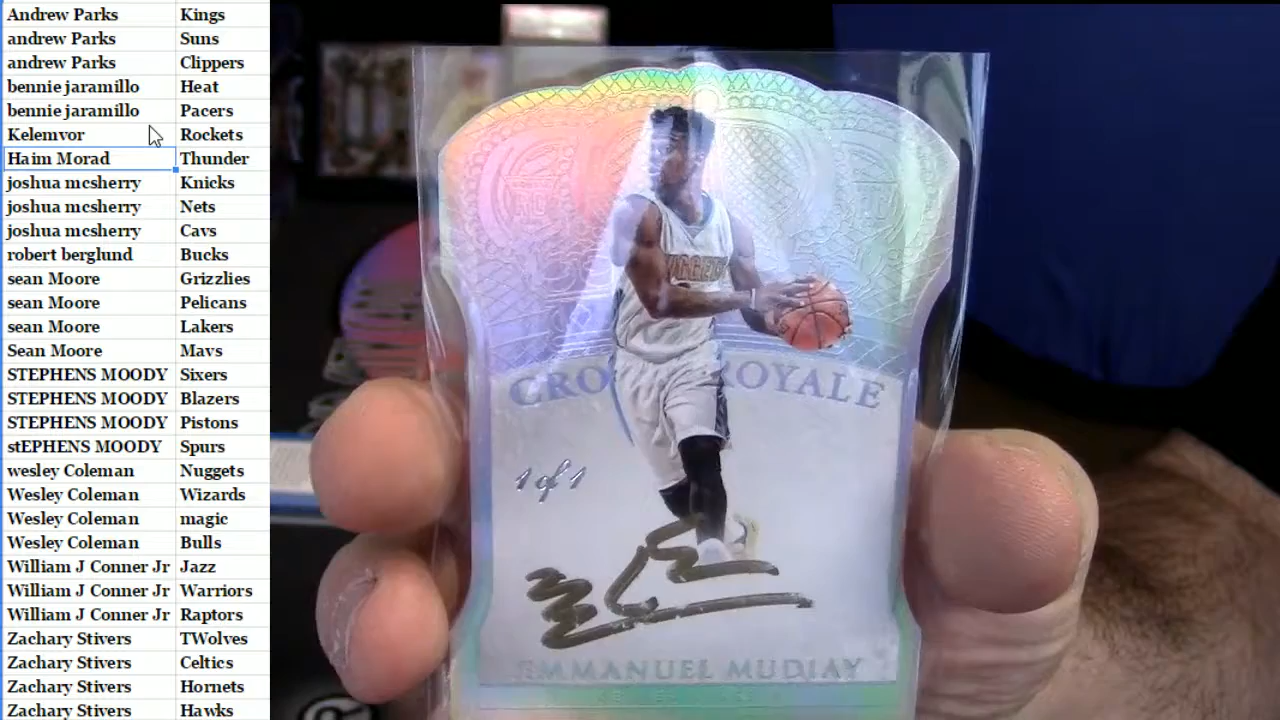 Andrew Parks Kings
andrew Parks Suns
andrew Parks Clippers
bennie jaramillo Heat
bennie jaramillo Pacers
Kelemvor Rockets
Haim Morad Thunder
joshua mcsherry Knicks
joshua mcsherry Nets
joshua mcsherry Cavs
robert berglund Bucks
sean Moore Grizzlies
sean Moore Pelicans
sean Moore Lakers
Sean Moore Mavs
STEPHENS MOODY Sixers
STEPHENS MOODY Blazers
STEPHENS MOODY Pistons
stEPHENS MOODY Spurs
wesley Coleman Nuggets
Wesley Coleman Wizards
Wesley Coleman magic
Wesley Coleman Bulls
William J Conner Jr Jazz
William J Conner Jr Warriors
William J Conner Jr Raptors
Zachary Stivers TWolves
Zachary Stivers Celtics
Zachary Stivers Hornets
Zachary Stivers Hawks
CRO ROYALE
1 of 1
EMMANUEL MUDIAY